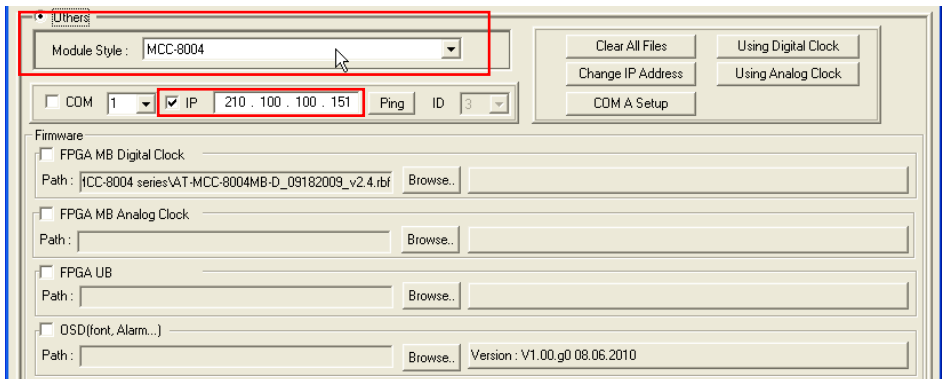 Others
Module Style : MCC-8004
Clear All Files Using Digital Clock
Change IP Address Using Analog Clock
COM A Setup
COM 1 IP 210 . 100 . 100 . 151 Ping ID 3
Firmware
FPGA MB Digital Clock
Path : ICC-8004 series\AT-MCC-8004MB-D_09182009_v2.4.rbf Browse..
FPGA MB Analog Clock
Path : Browse..
FPGA UB
Path : Browse..
OSD(font, Alarm...)
Path : Browse.. Version : V1.00.g0 08.06.2010